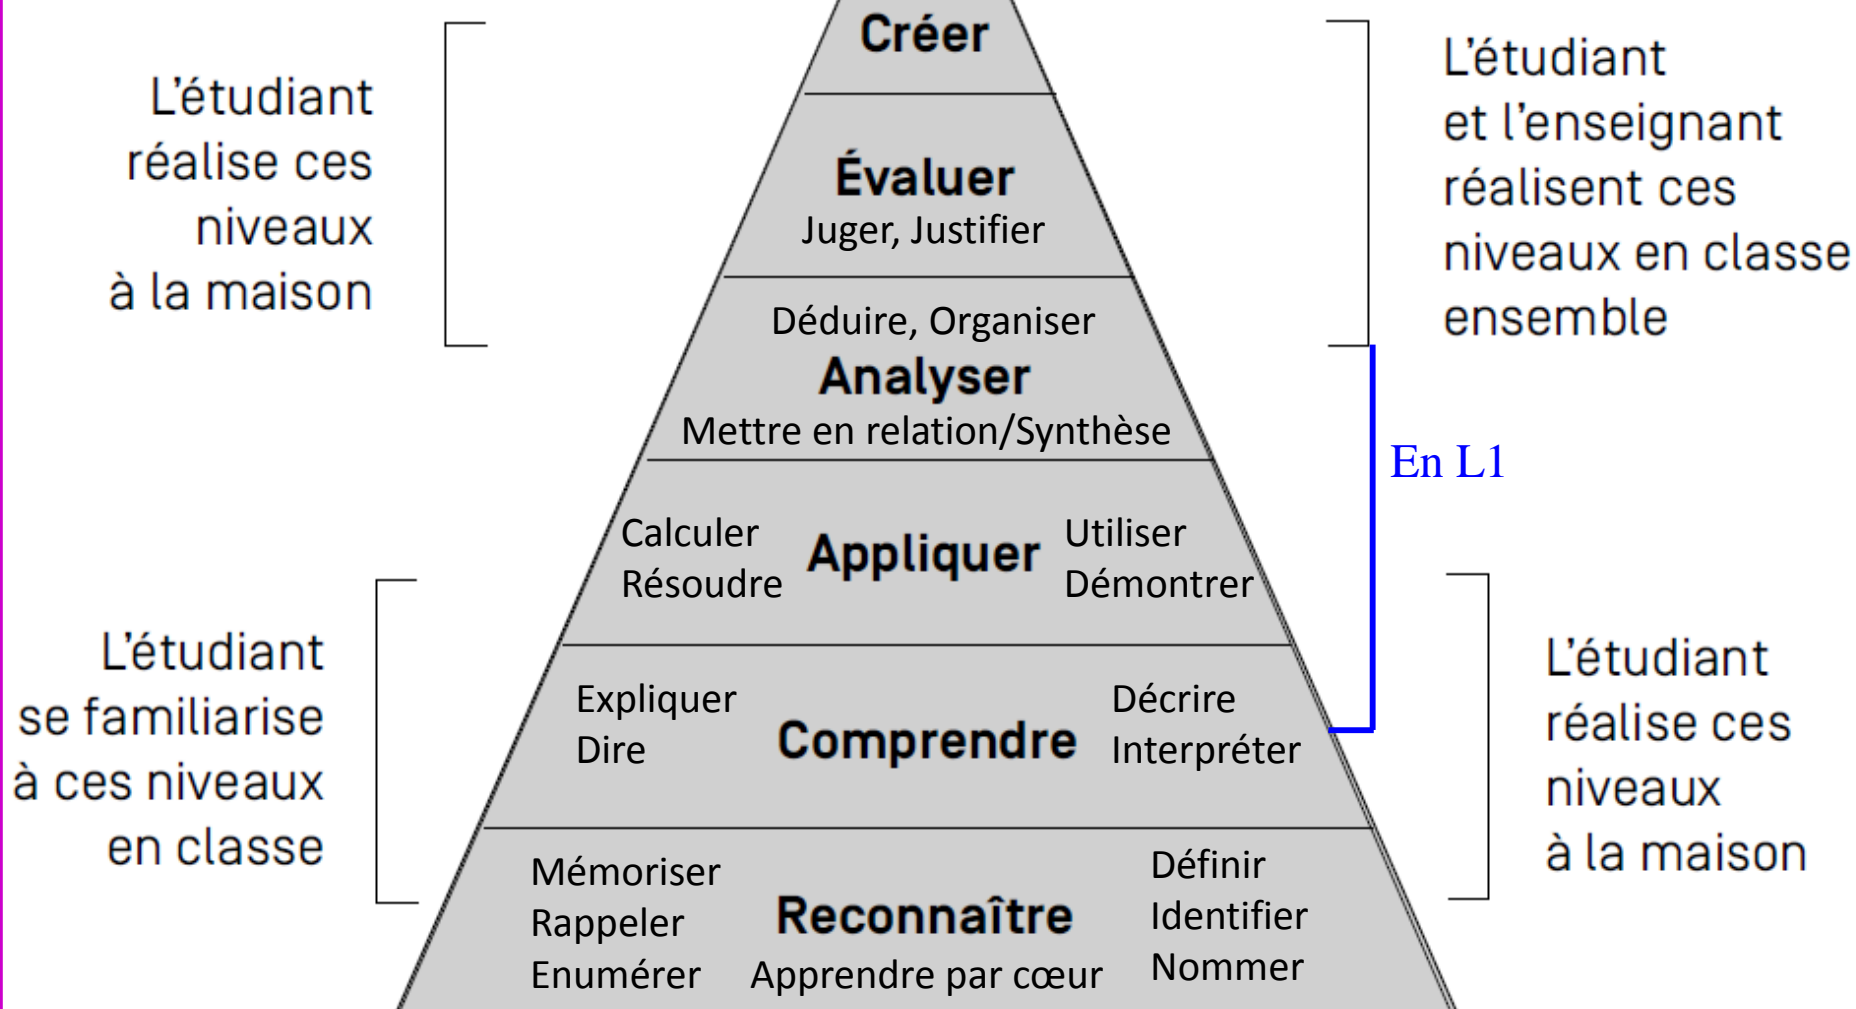 L'étudiant
réalise ces
niveaux
à la maison
L'étudiant
se familiarise
à ces niveaux
en classe
Créer
Évaluer
Juger, Justifier
Déduire, Organiser
Analyser
Mettre en relation/Synthèse
Calculer
Résoudre
Appliquer
Utiliser
Démontrer
Expliquer
Dire
Comprendre
Décrire
Interpréter
Mémoriser
Rappeler
Enumérer
Reconnaître
Apprendre par cœur
Définir
Identifier
Nommer
L'étudiant
et l'enseignant
réalisent ces
niveaux en classe
ensemble
En L1
L'étudiant
réalise ces
niveaux
à la maison